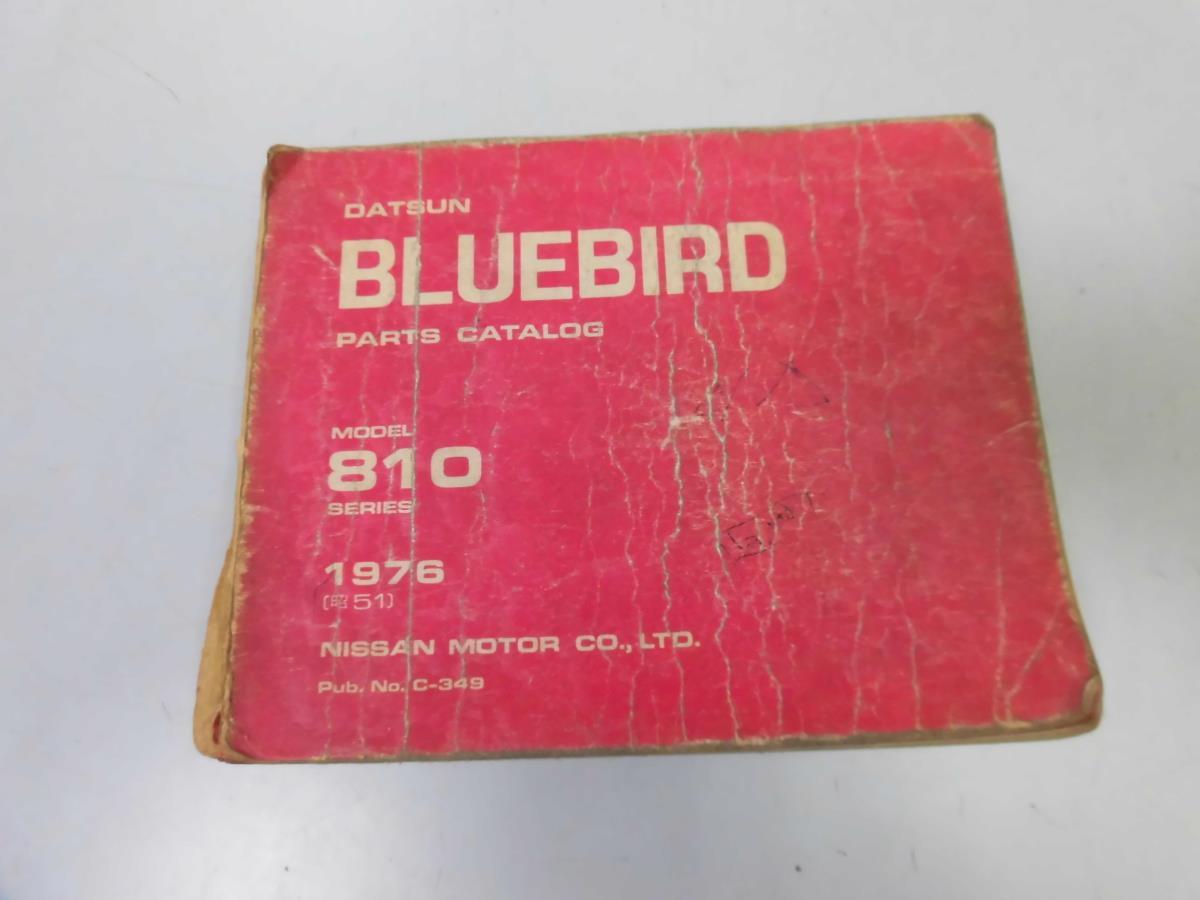 DATSUN
BLUEBIRD
PARTS CATALOG
MODEL
810
SERIES
1976
(昭51)
NISSAN MOTOR CO., LTD.
Pub. No. C-349